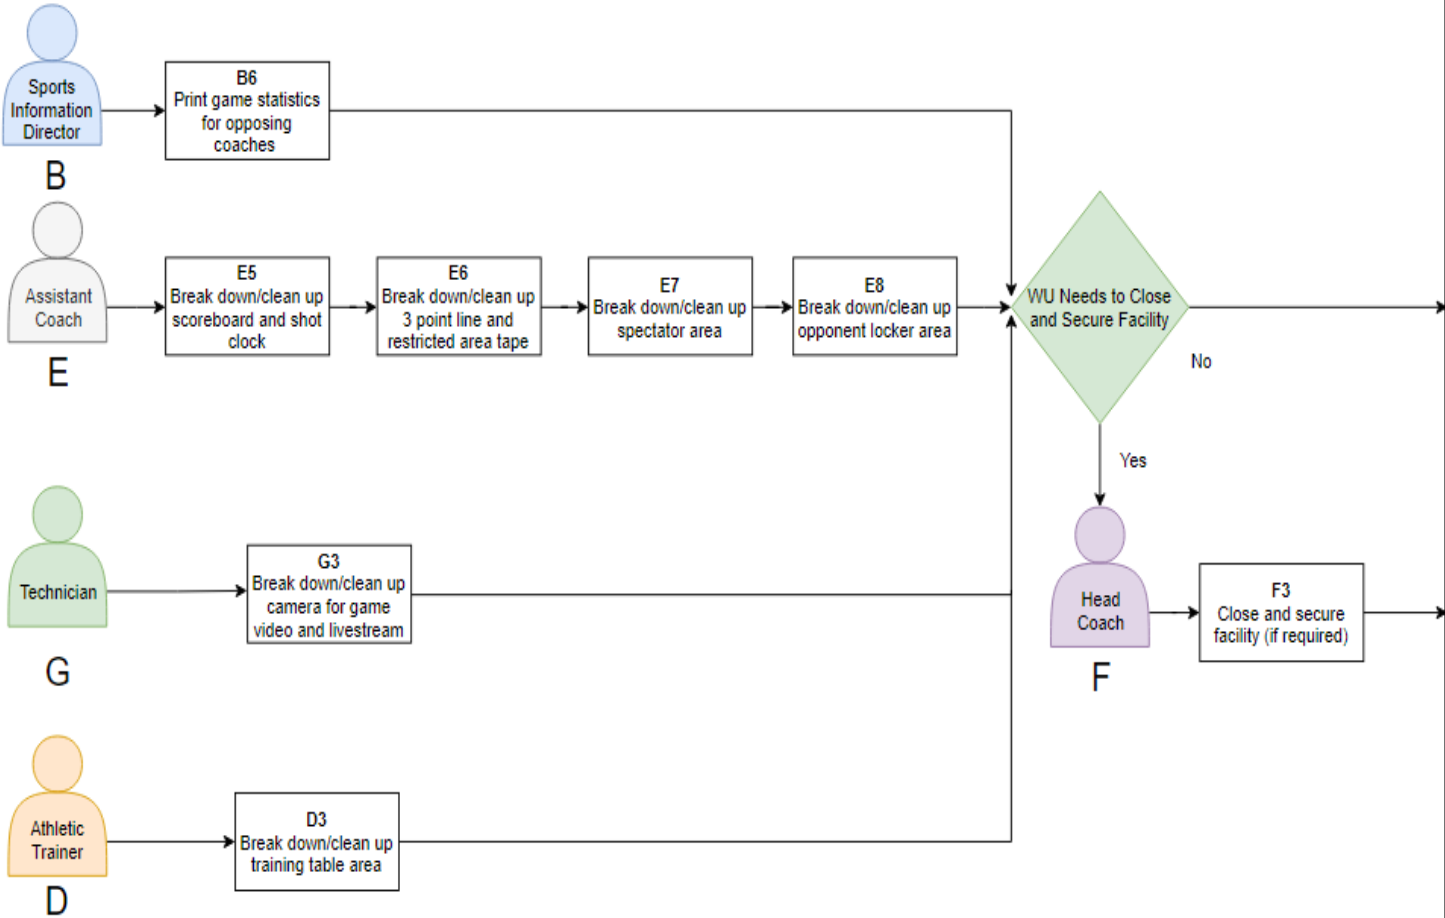 Sports
Information
Director
B
B6
Print game statistics
for opposing
coaches
Assistant
Coach
E
E5
Break down/clean up
scoreboard and shot
clock
E6
Break down/clean up
3 point line and
restricted area tape
E7
Break down/clean up
spectator area
E8
Break down/clean up
opponent locker area
WU Needs to Close
and Secure Facility
No
Yes
Technician
G
G3
Break down/clean up
camera for game
video and livestream
Head
Coach
F
F3
Close and secure
facility (if required)
Athletic
Trainer
D
D3
Break down/clean up
training table area